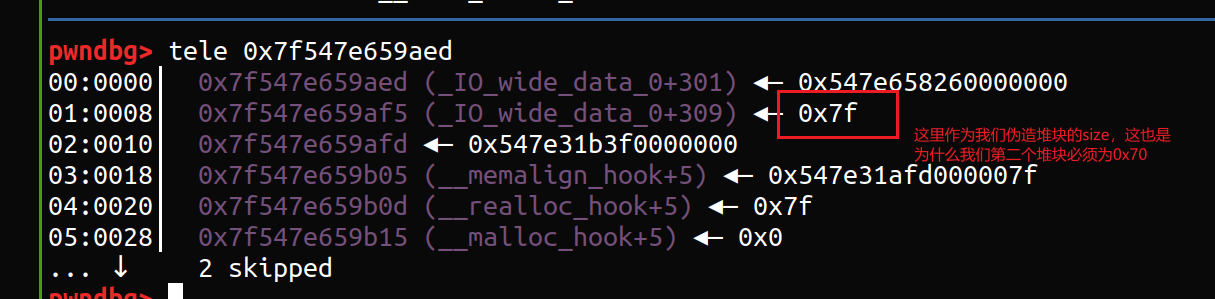 pwndbg> tele 0x7f547e659aed
00:0000│ 0x7f547e659aed (_IO_wide_data_0+301) ◂— 0x547e658260000000
01:0008│ 0x7f547e659af5 (_IO_wide_data_0+309) ◂— 0x7f
这里作为我们伪造堆块的size，这也是
为什么我们第二个堆块必须为0x70
02:0010│ 0x7f547e659afd ◂— 0x547e31b3f0000000
03:0018│ 0x7f547e659b05 (__memalign_hook+5) ◂— 0x547e31afd000007f
04:0020│ 0x7f547e659b0d (__realloc_hook+5) ◂— 0x7f
05:0028│ 0x7f547e659b15 (__malloc_hook+5) ◂— 0x0
... ↓ 2 skipped
pwndbg>